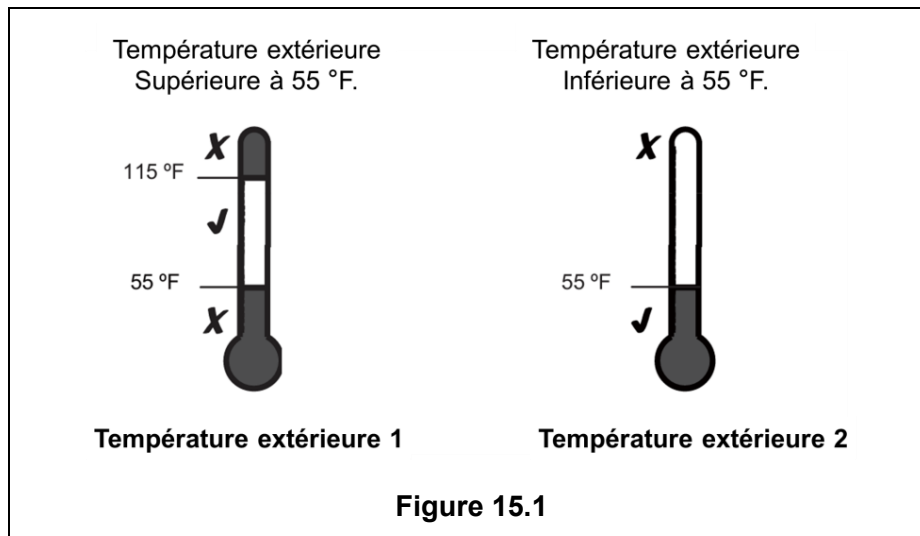 Température extérieure
Supérieure à 55 °F.
115 ºF
55 ºF
Température extérieure 1
Température extérieure
Inférieure à 55 °F.
55 ºF
Température extérieure 2
Figure 15.1